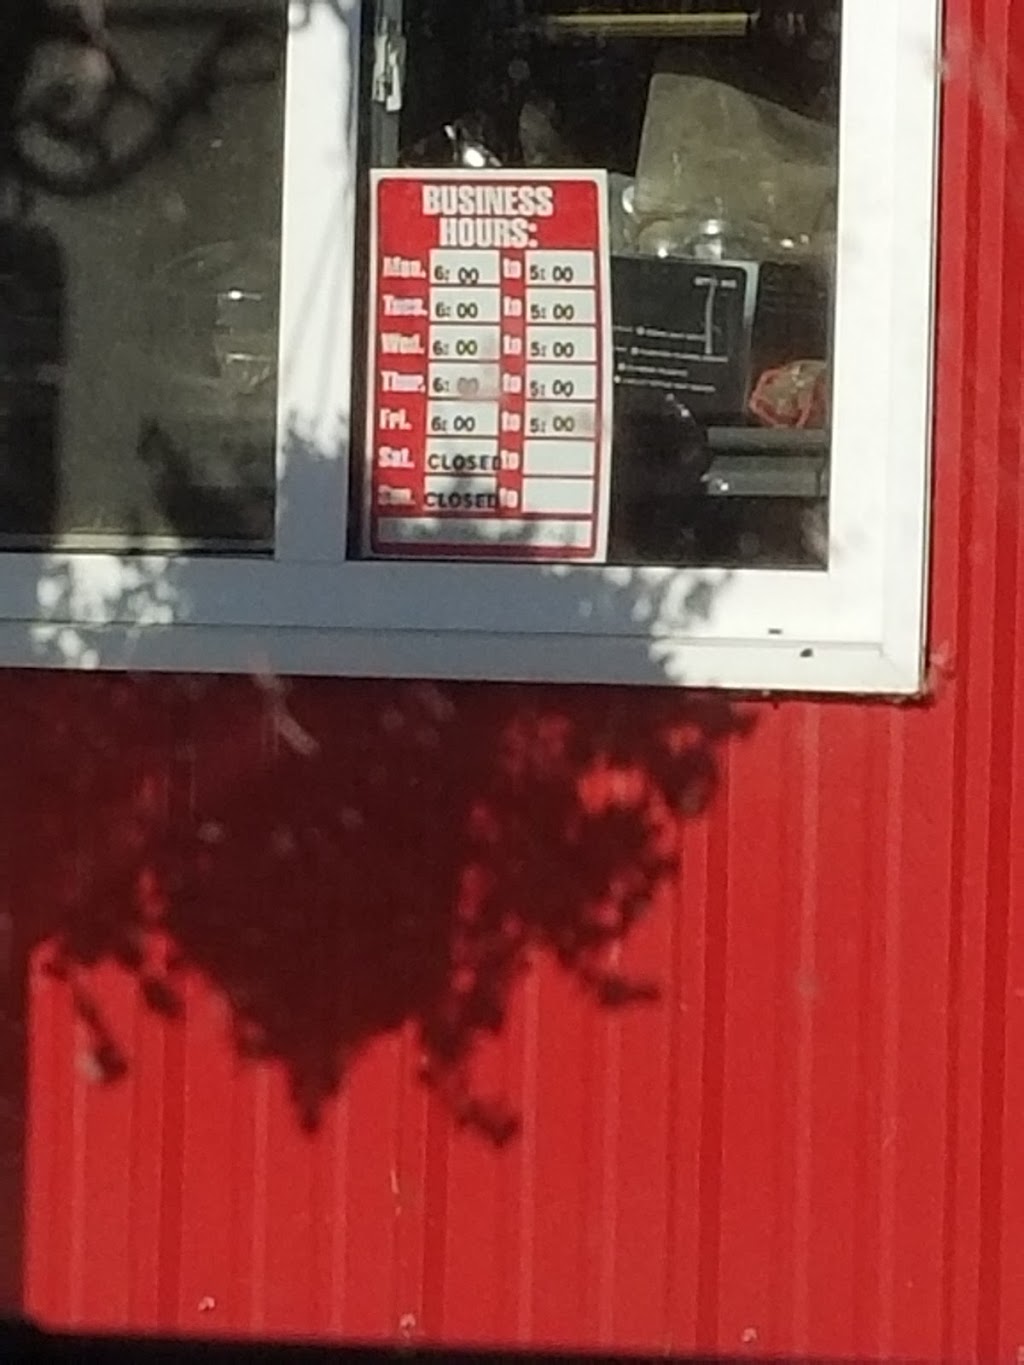 BUSINESS
HOURS:
Mon. 6:00 to 5:00
Tues. 6:00 to 5:00
Wed. 6:00 to 5:00
Thur. 6:00 to 5:00
Fri. 6:00 to 5:00
Sat. CLOSED to
Sun. CLOSED to